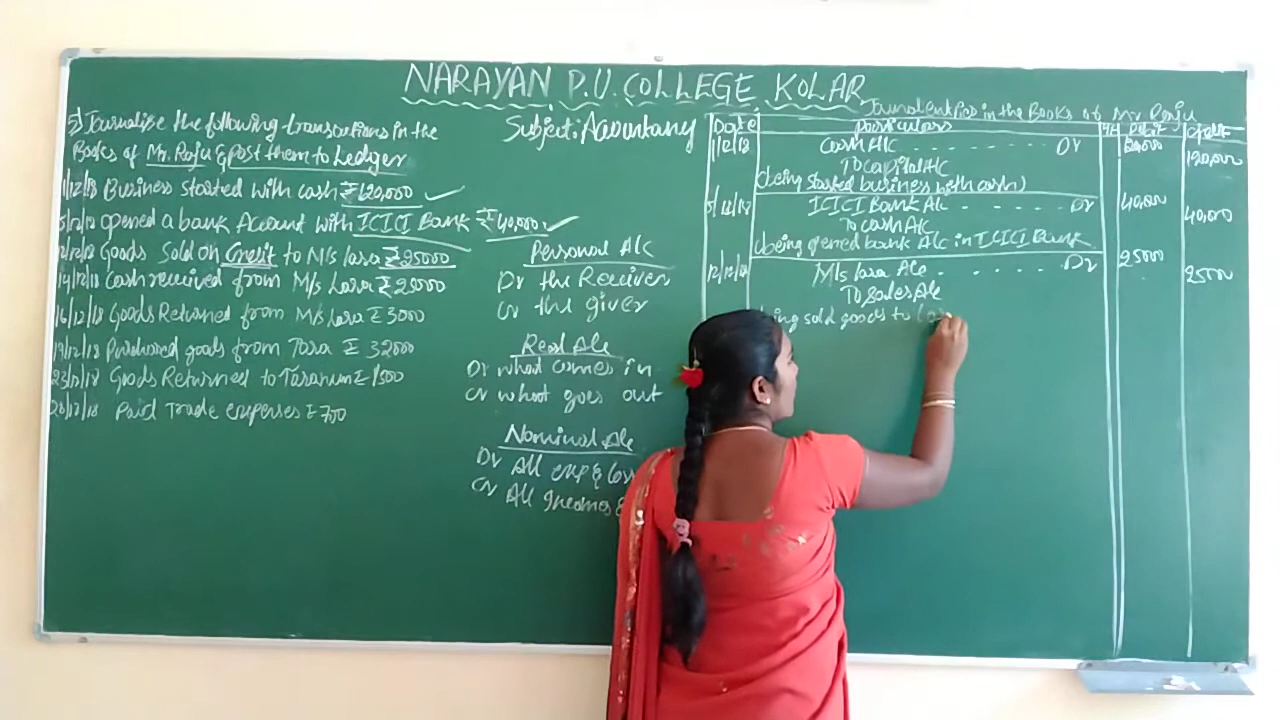 NARAYAN P.U.COLLEGE, KOLAR
Subject: Accountancy
5) Journalise the following transactions in the
Books of Mr. Raju & post them to Ledger
1/12/18 Business started with cash ₹ 120,000
5/12/18 opened a bank Account with ICICI Bank ₹ 40,000
12/12/18 Goods Sold on Credit to M/s Lara ₹ 25000
14/12/18 Cash received from M/s Lara ₹
16/12/18 Goods Returned from M/s Lara ₹ 3000
19/12/18 Purchased goods from Tara ₹ 32000
23/12/18 Goods Returned to Taranum ₹ 1500
28/12/18 Paid Trade expenses ₹ 700
Personal A/c
Dr the Receiver
Cr the giver
Real A/c
Dr what comes in
Cr what goes out
Nominal A/c
Dr All exp & loss
Cr All Incomes &
Journal entries in the Books of Mr Raju
Date Particulars Debit Credit
1/12/18 Cash A/c Dr 120,000
To Capital A/c 120,000
(being started business with cash)
5/12/18 ICICI Bank A/c Dr 40,000
To cash A/c 40,000
(being opened bank A/c in ICICI Bank
12/12/18 M/s Lara A/c Dr 25000
To Sales A/c 25000
ing sold goods to